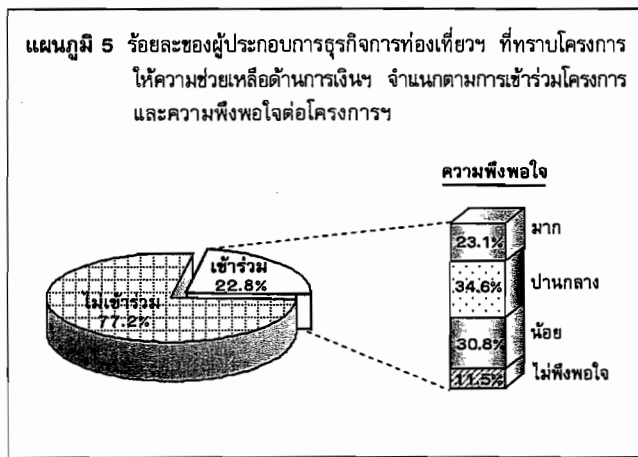 แผนภูมิ 5 ร้อยละของผู้ประกอบการธุรกิจการท่องเที่ยวฯ ที่ทราบโครงการ
ให้ความช่วยเหลือด้านการเงินฯ จำแนกตามการเข้าร่วมโครงการ
และความพึงพอใจต่อโครงการฯ
ความพึงพอใจ
เข้าร่วม
22.8%
ไม่เข้าร่วม
77.2%
23.1% มาก
34.6% ปานกลาง
30.8% น้อย
11.5% ไม่พึงพอใจ